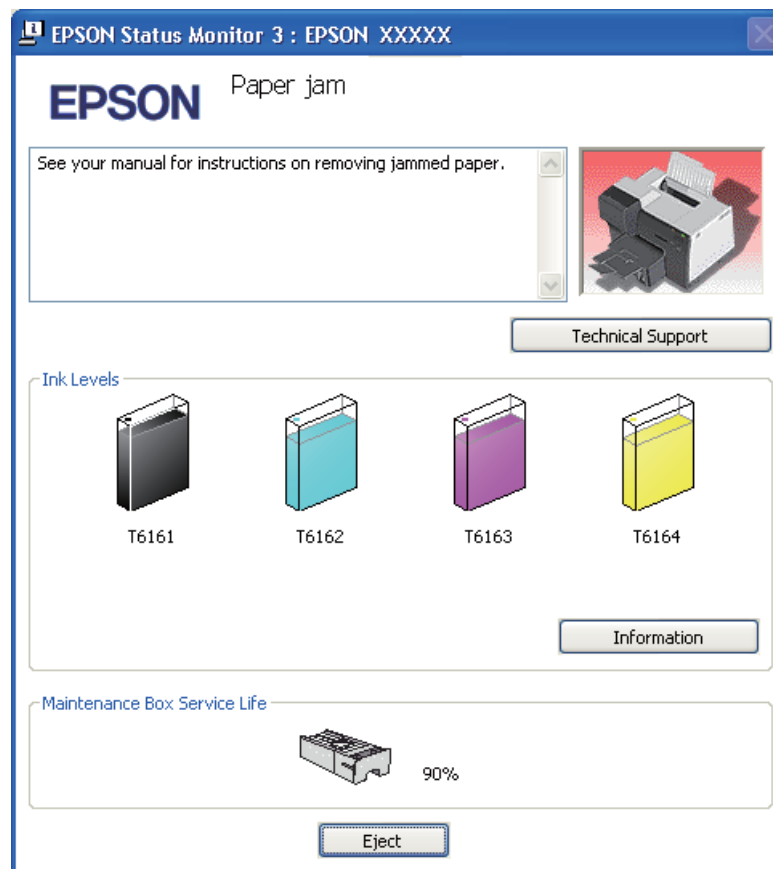 EPSON Status Monitor 3 : EPSON XXXXX
EPSON
Paper jam
See your manual for instructions on removing jammed paper.
Technical Support
Ink Levels
T6161
T6162
T6163
T6164
Information
Maintenance Box Service Life
90%
Eject